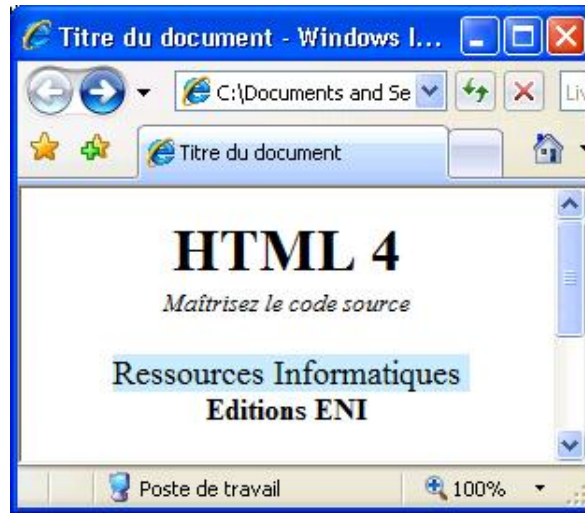 Titre du document - Windows I...
C:\Documents and Se
Liv
Titre du document
HTML 4
Maîtrisez le code source
Ressources Informatiques
Editions ENI
Poste de travail
100%